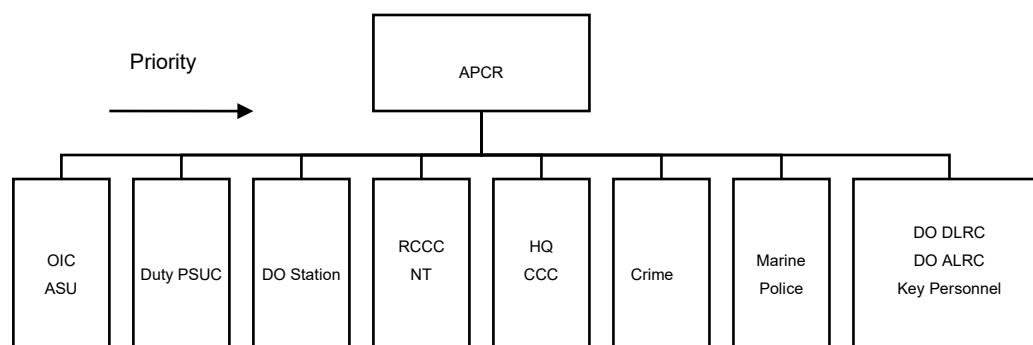 Priority
APCR
OIC
ASU
Duty PSUC
DO Station
RCCC
NT
HQ
CCC
Crime
Marine
Police
DO DLRC
DO ALRC
Key Personnel